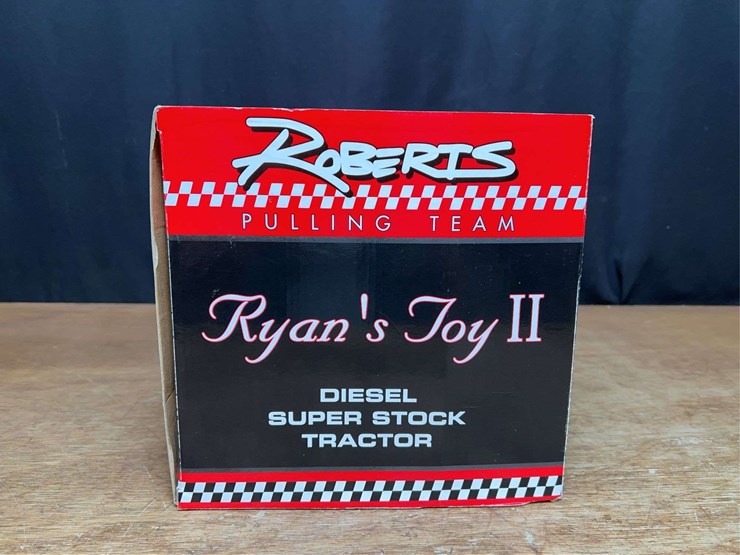 ROBERTS
PULLING TEAM
Ryan's Toy II
DIESEL
SUPER STOCK
TRACTOR